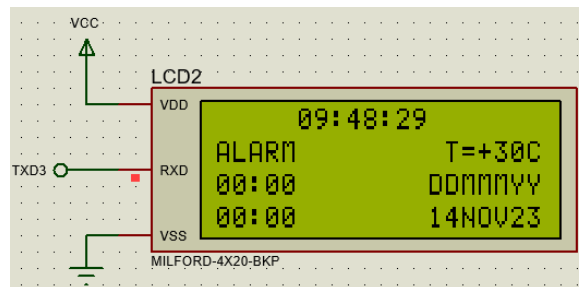 VCC
LCD2
VDD
09:48:29
ALARM T=+30C
TXD3 RXD
00:00 DDMMMYY
00:00 14NOV23
VSS
MILFORD-4X20-BKP